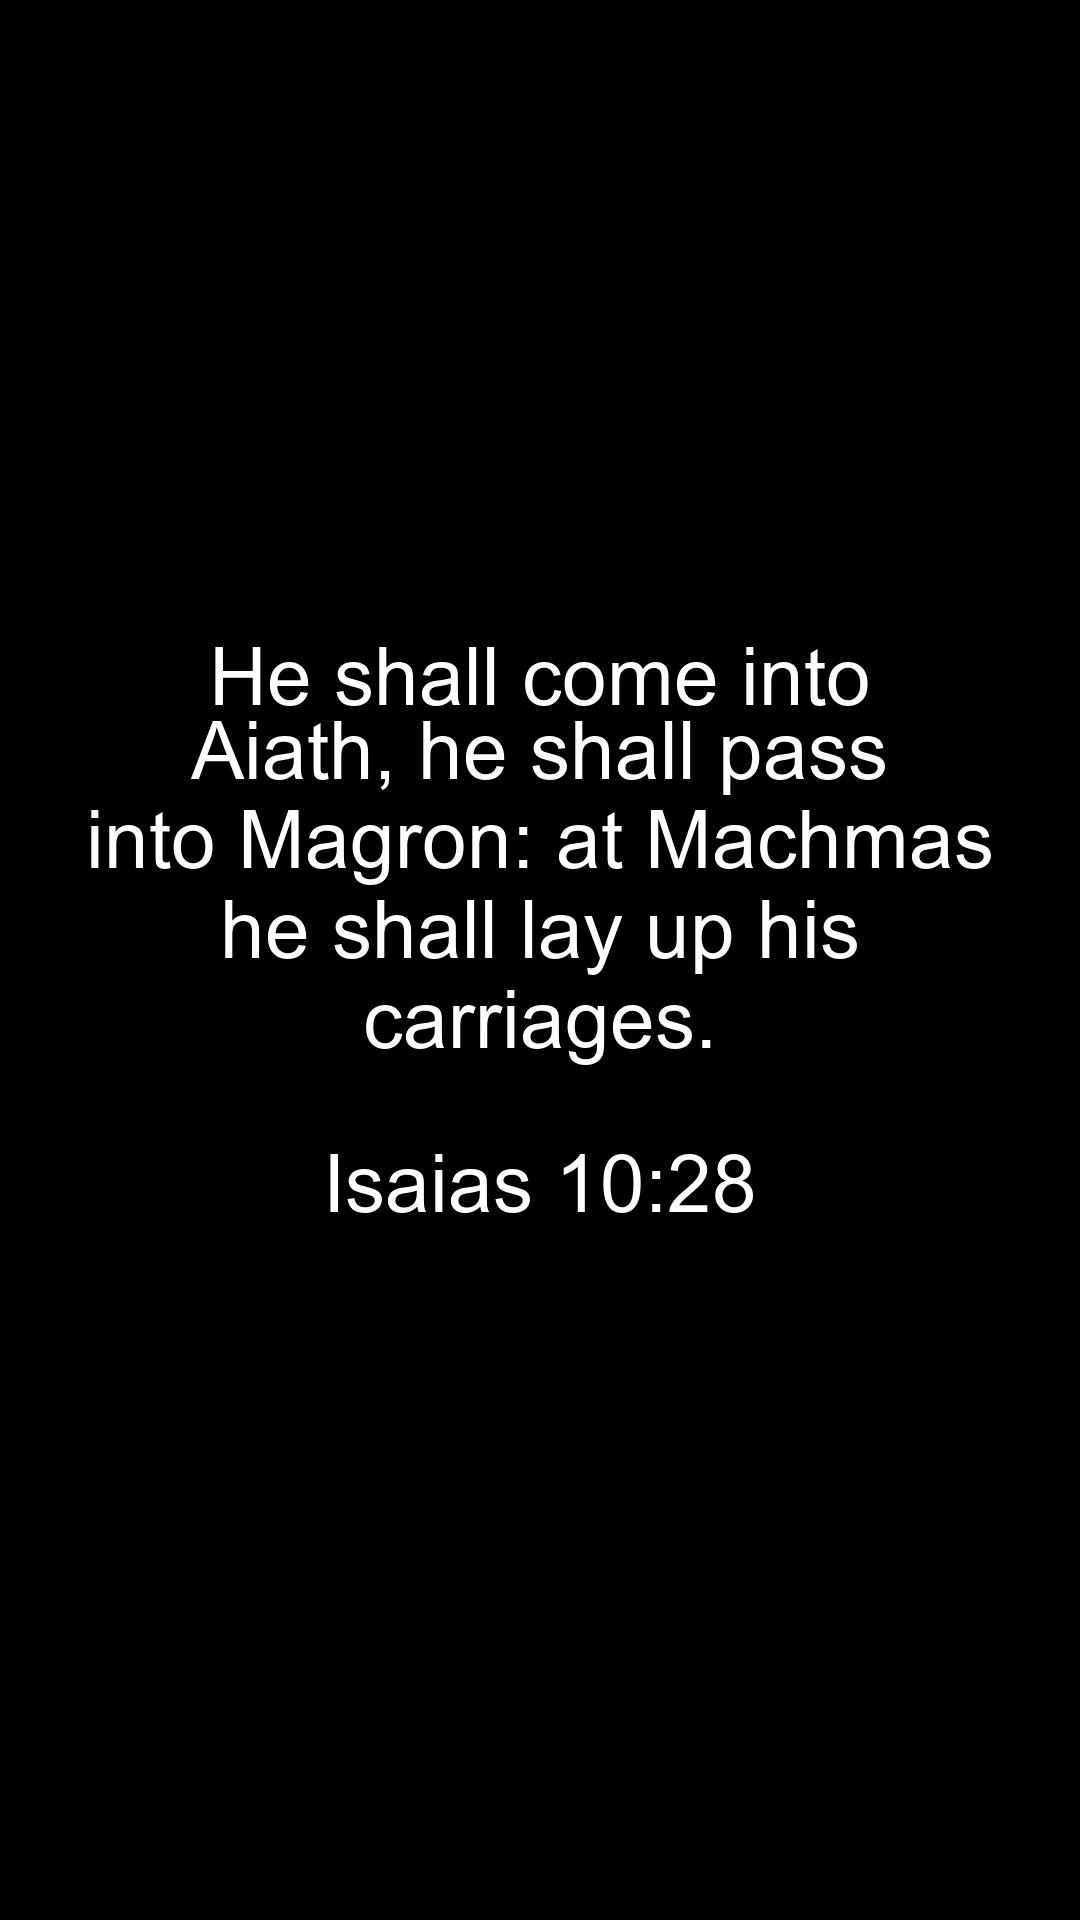 He shall come into
Aiath, he shall pass
into Magron: at Machmas
he shall lay up his
carriages.
Isaias 10:28